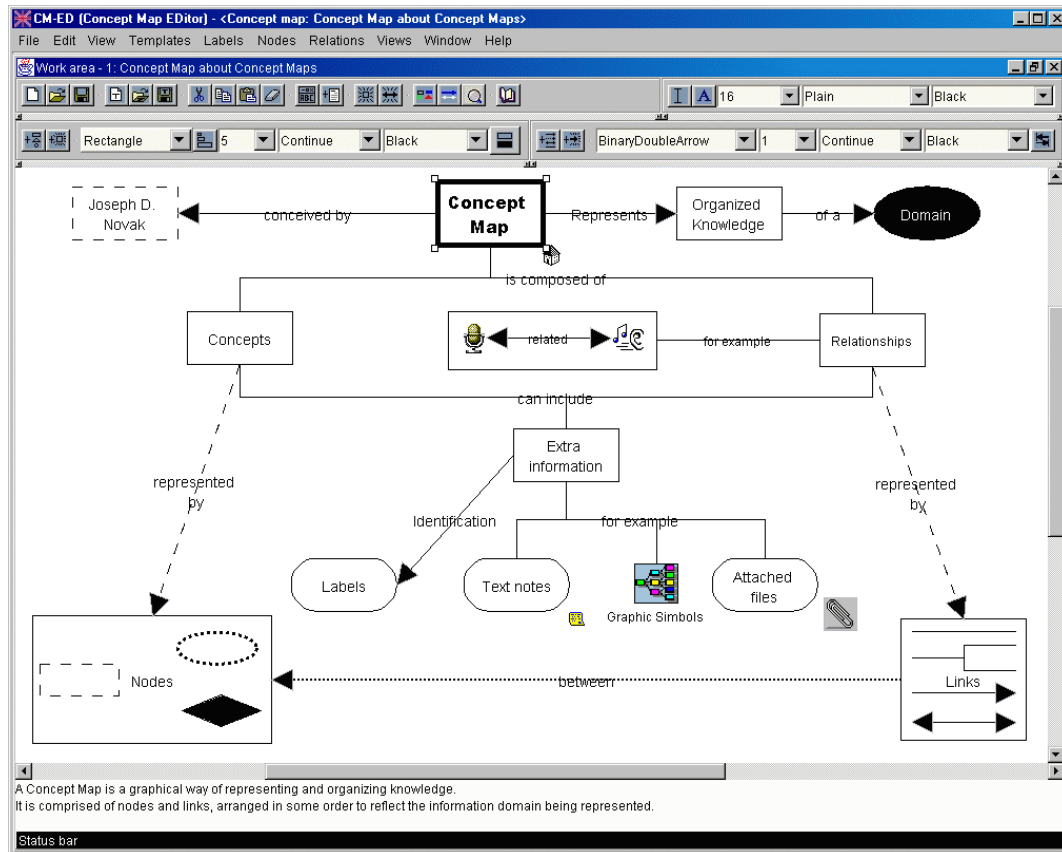 CM-ED (Concept Map EDitor) - <Concept map: Concept Map about Concept Maps>
File Edit View Templates Labels Nodes Relations Views Window Help
Work area - 1: Concept Map about Concept Maps
16 Plain Black
Rectangle 5 Continue Black BinaryDoubleArrow 1 Continue Black
Joseph D.
Novak
conceived by
Concept
Map
Represents
Organized
Knowledge
of a
Domain
is composed of
Concepts
related
for example
Relationships
can include
Extra
information
represented
by
represented
by
Identification
for example
Labels
Text notes
Graphic Simbols
Attached
files
Nodes
betweerr
Links
A Concept Map is a graphical way of representing and organizing knowledge.
It is comprised of nodes and links, arranged in some order to reflect the information domain being represented.
Status bar